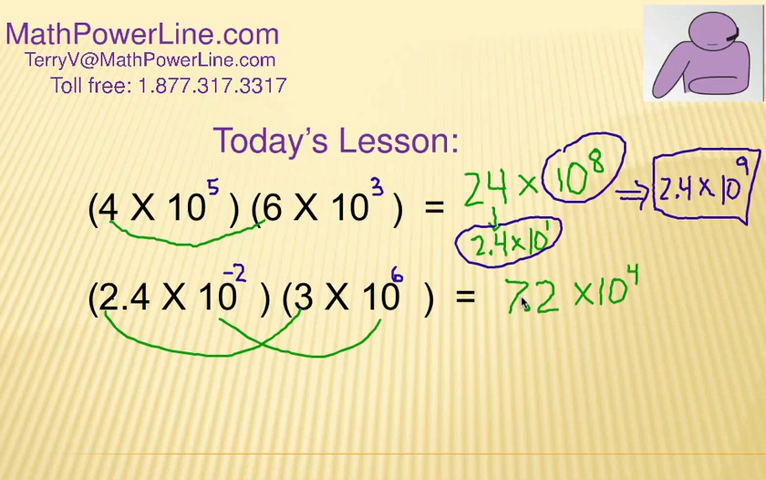 MathPowerLine.com
TerryV@MathPowerLine.com
Toll free: 1.877.317.3317
Today's Lesson:
(4 X 10⁵) (6 X 10³) = 24 × 10⁸ ⇒ 2.4 × 10⁹
↓
2.4 × 10¹
(2.4 X 10⁻²) (3 X 10⁶) = 7.2 × 10⁴